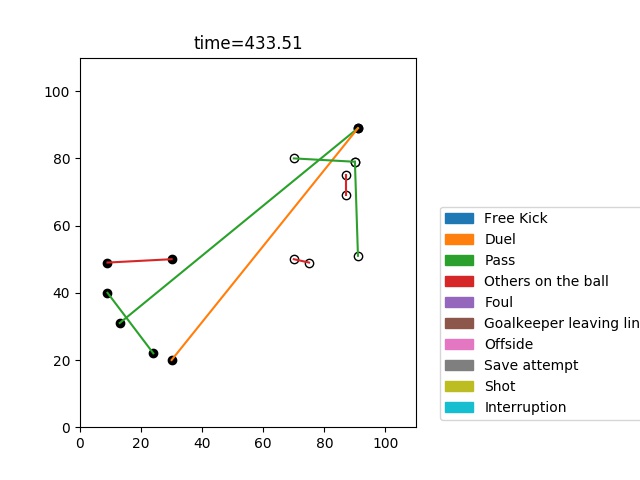 time=433.51
100
80
60
40
20
0
0 20 40 60 80 100
Free Kick
Duel
Pass
Others on the ball
Foul
Goalkeeper leaving lin
Offside
Save attempt
Shot
Interruption